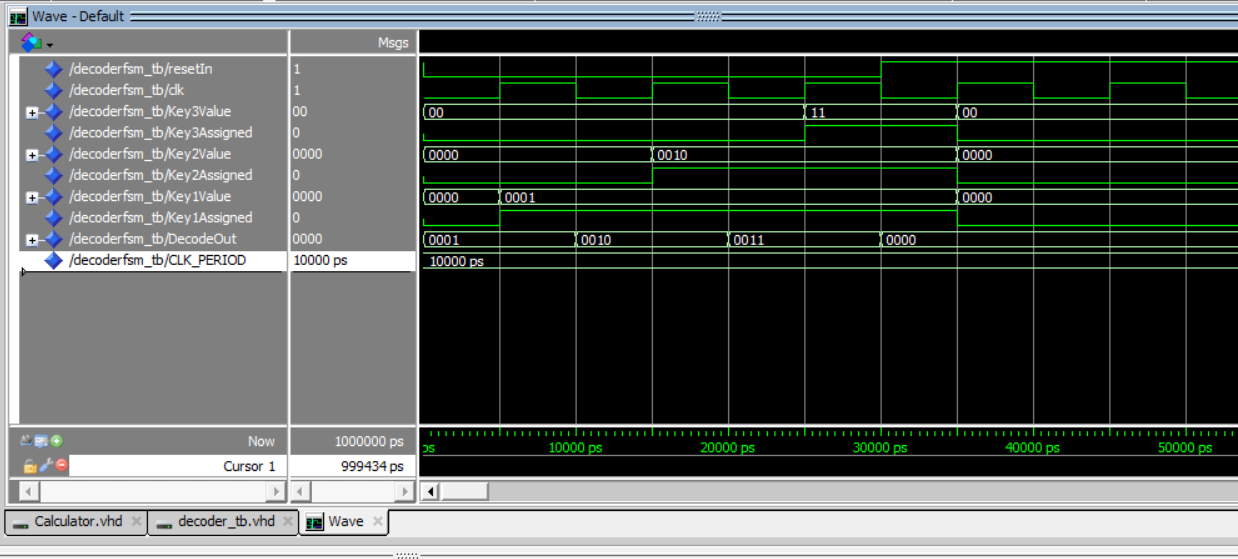 Wave - Default
Msgs
/decoderfsm_tb/resetIn 1
/decoderfsm_tb/clk 1
/decoderfsm_tb/Key3Value 00 00 11 00
/decoderfsm_tb/Key3Assigned 0
/decoderfsm_tb/Key2Value 0000 0000 0010 0000
/decoderfsm_tb/Key2Assigned 0
/decoderfsm_tb/Key1Value 0000 0000 0001 0000
/decoderfsm_tb/Key1Assigned 0
/decoderfsm_tb/DecodeOut 0000 0001 0010 0011 0000
/decoderfsm_tb/CLK_PERIOD 10000 ps 10000 ps
Now 1000000 ps ps 10000 ps 20000 ps 30000 ps 40000 ps 50000 ps
Cursor 1 999434 ps
Calculator.vhd decoder_tb.vhd Wave